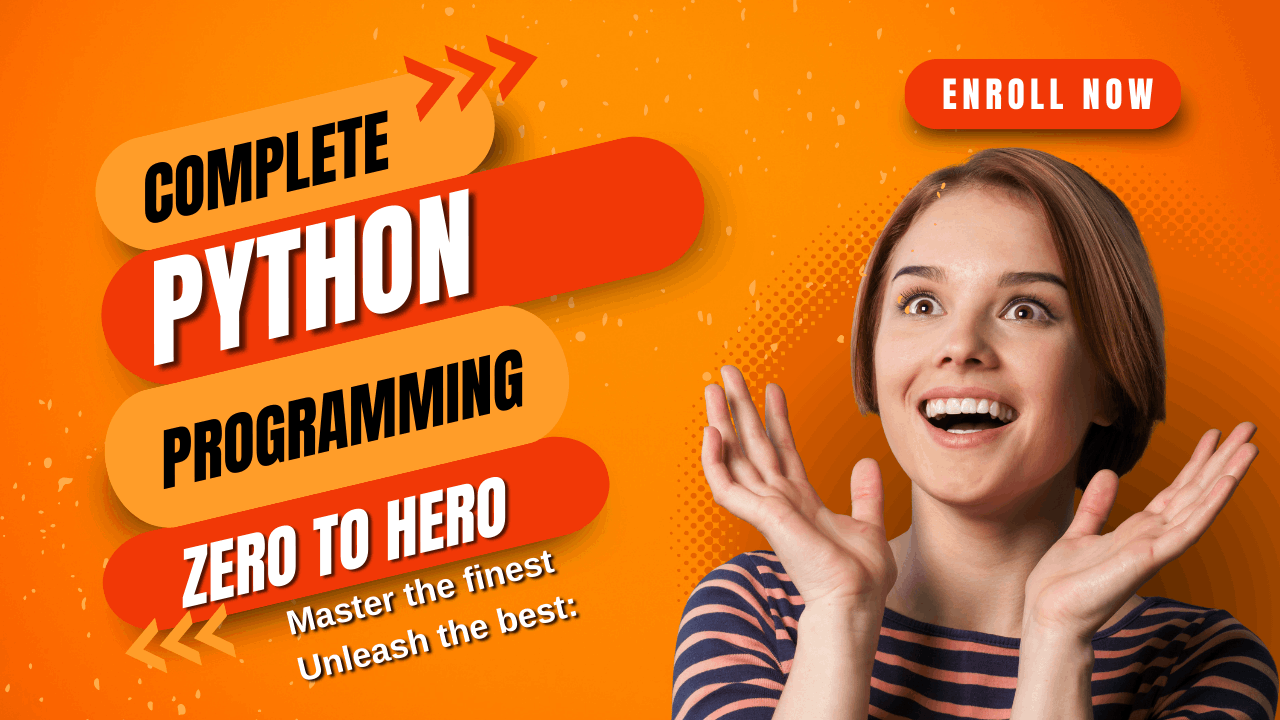 COMPLETE
PYTHON
PROGRAMMING
ZERO TO HERO
Master the finest
Unleash the best:
ENROLL NOW